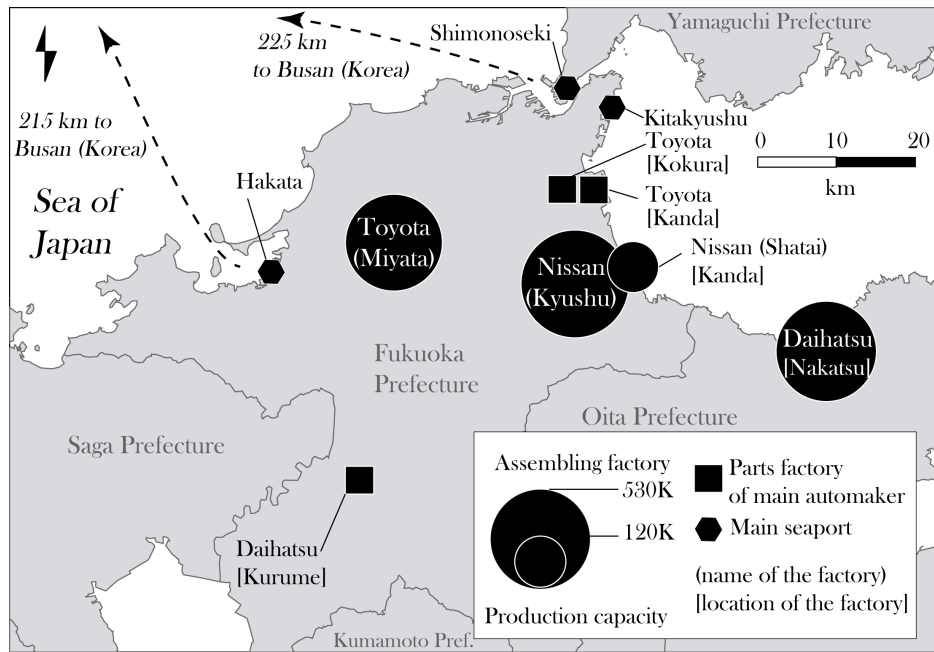 Yamaguchi Prefecture
Shimonoseki
225 km
to Busan (Korea)
215 km to
Busan (Korea)
Kitakyushu
Toyota
[Kokura]
0 10 20
km
Hakata
Toyota
[Kanda]
Sea of
Japan
Toyota
(Miyata)
Nissan
(Kyushu)
Nissan (Shatai)
[Kanda]
Daihatsu
[Nakatsu]
Fukuoka
Prefecture
Oita Prefecture
Saga Prefecture
Daihatsu
[Kurume]
Kumamoto Pref.
Assembling factory
530K
120K
Production capacity
Parts factory
of main automaker
Main seaport
(name of the factory)
[location of the factory]